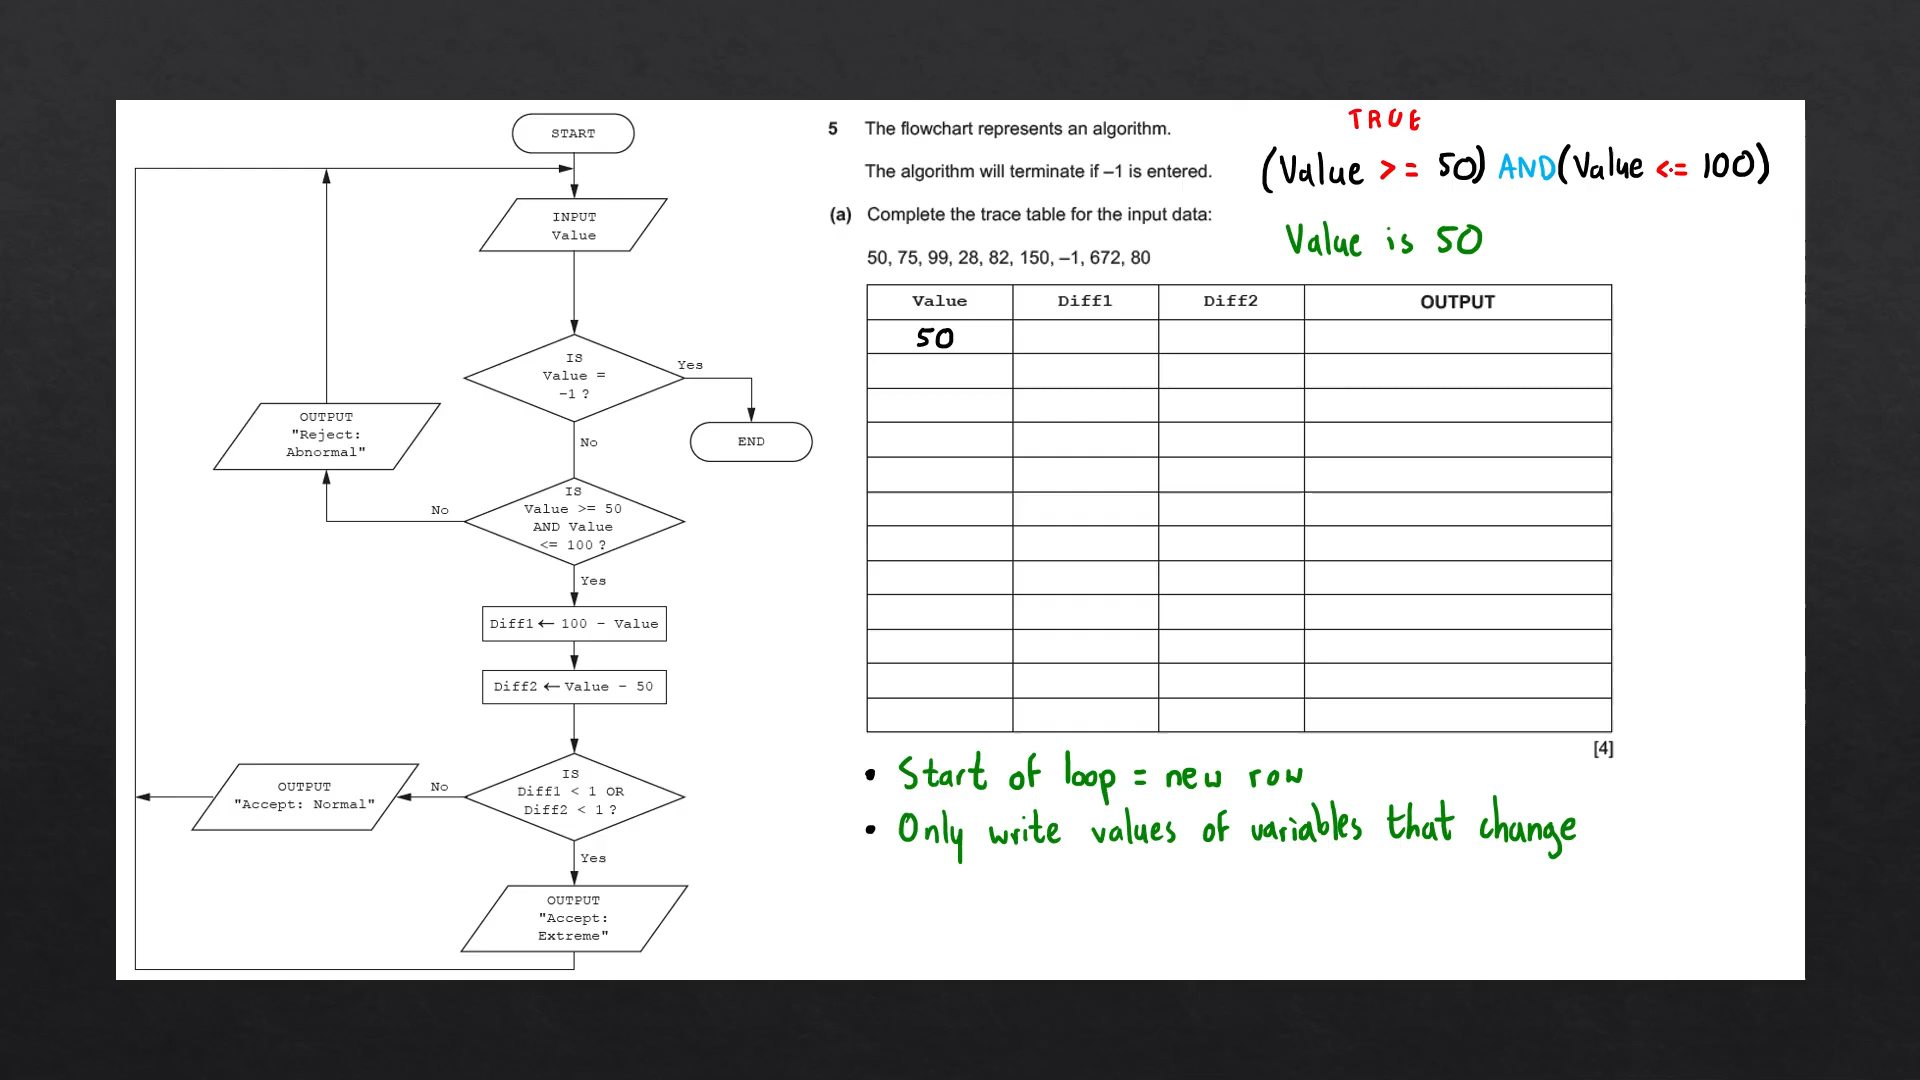 START
INPUT
Value
IS
Value =
–1 ?
Yes
END
No
OUTPUT
"Reject:
Abnormal"
IS
Value >= 50
AND Value
<= 100 ?
No
Yes
Diff1 ← 100 – Value
Diff2 ← Value – 50
IS
Diff1 < 1 OR
Diff2 < 1 ?
No
OUTPUT
"Accept: Normal"
Yes
OUTPUT
"Accept:
Extreme"
5 The flowchart represents an algorithm.
The algorithm will terminate if –1 is entered.
(a) Complete the trace table for the input data:
50, 75, 99, 28, 82, 150, –1, 672, 80
TRUE
(Value >= 50) AND (Value <= 100)
Value is 50
Value Diff1 Diff2 OUTPUT
50
[4]
• Start of loop = new row
• Only write values of variables that change